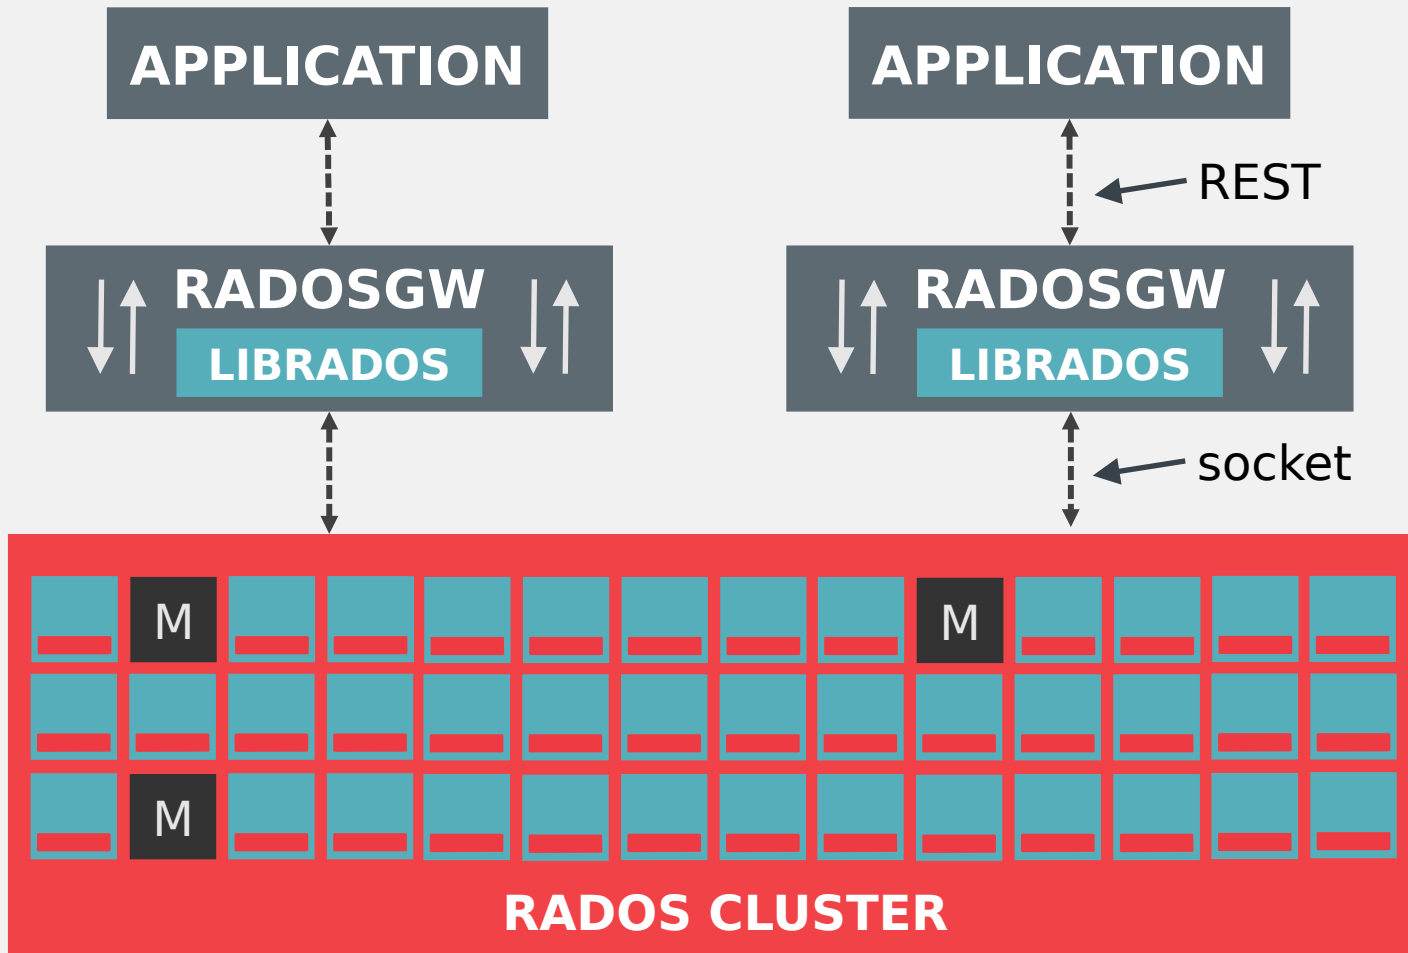 APPLICATION
APPLICATION
REST
RADOSGW
LIBRADOS
RADOSGW
LIBRADOS
socket
M
M
M
RADOS CLUSTER